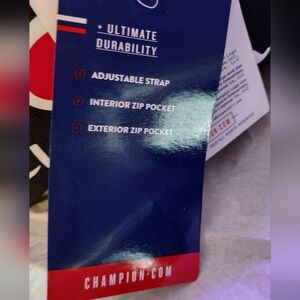 + ULTIMATE
DURABILITY
ADJUSTABLE STRAP
INTERIOR ZIP POCKET
EXTERIOR ZIP POCKET
CHAMPION.COM